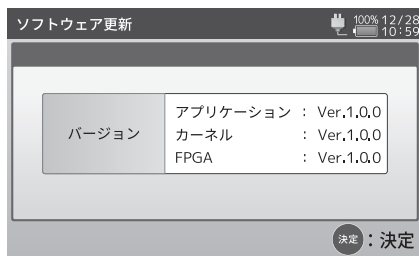 ソフトウェア更新
100% 12/28
10:59
バージョン
アプリケーション : Ver.1.0.0
カーネル : Ver.1.0.0
FPGA : Ver.1.0.0
決定 : 決定